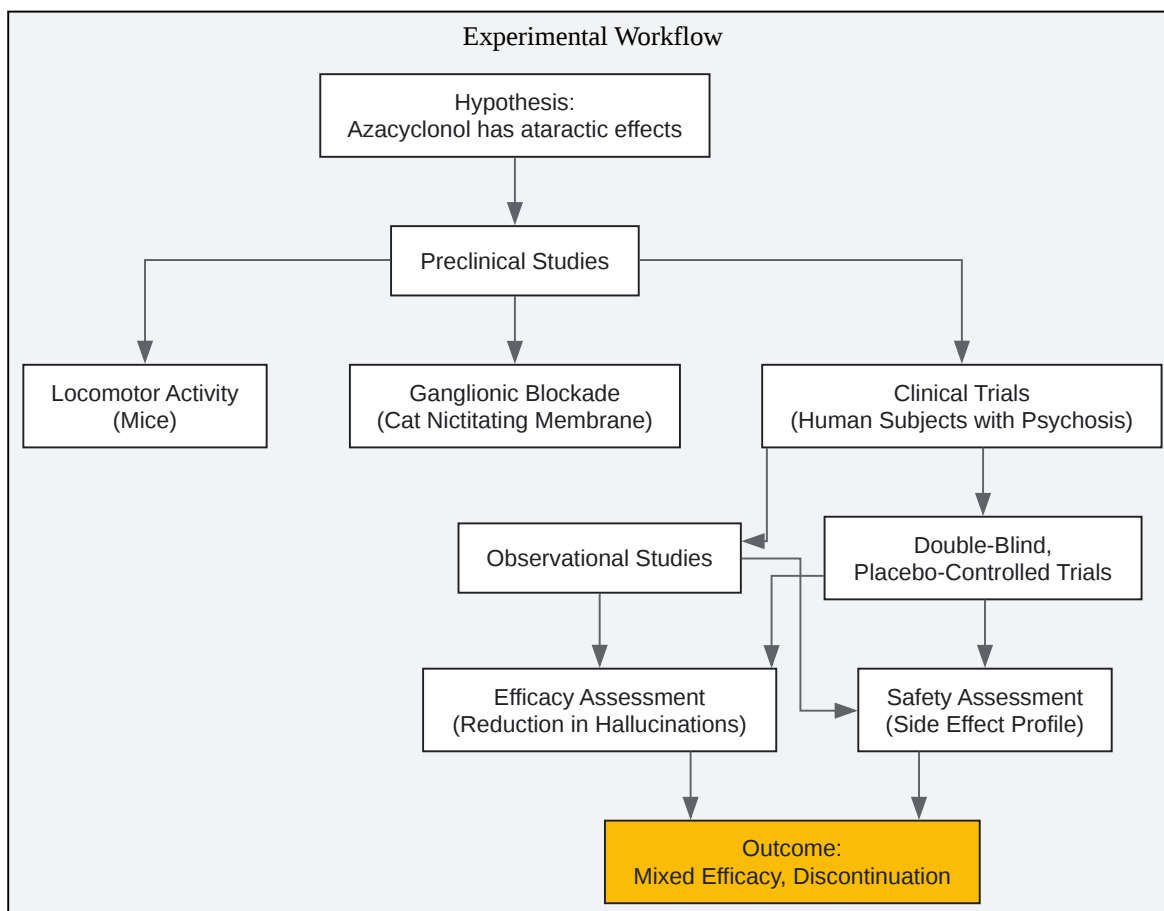 Experimental Workflow
Hypothesis:
Azacyclonol has ataractic effects
Preclinical Studies
Locomotor Activity
(Mice)
Ganglionic Blockade
(Cat Nictitating Membrane)
Clinical Trials
(Human Subjects with Psychosis)
Observational Studies
Double-Blind,
Placebo-Controlled Trials
Efficacy Assessment
(Reduction in Hallucinations)
Safety Assessment
(Side Effect Profile)
Outcome:
Mixed Efficacy, Discontinuation